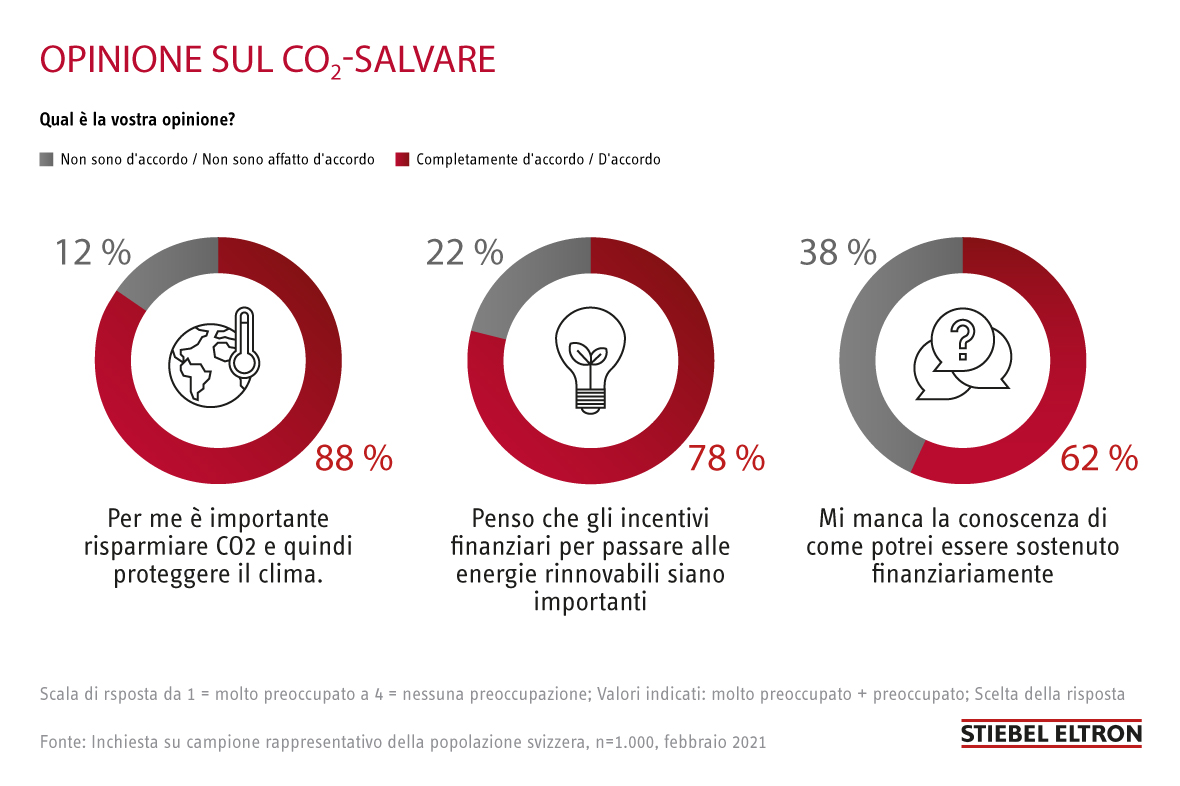 OPINIONE SUL CO₂-SALVARE
Qual è la vostra opinione?
Non sono d'accordo / Non sono affatto d'accordo
Completamente d'accordo / D'accordo
12 %
88 %
Per me è importante
risparmiare CO2 e quindi
proteggere il clima.
22 %
78 %
Penso che gli incentivi
finanziari per passare alle
energie rinnovabili siano
importanti
38 %
?
62 %
Mi manca la conoscenza di
come potrei essere sostenuto
finanziariamente
Scala di rsposta da 1 = molto preoccupato a 4 = nessuna preoccupazione; Valori indicati: molto preoccupato + preoccupato; Scelta della risposta
Fonte: Inchiesta su campione rappresentativo della popolazione svizzera, n=1.000, febbraio 2021
STIEBEL ELTRON